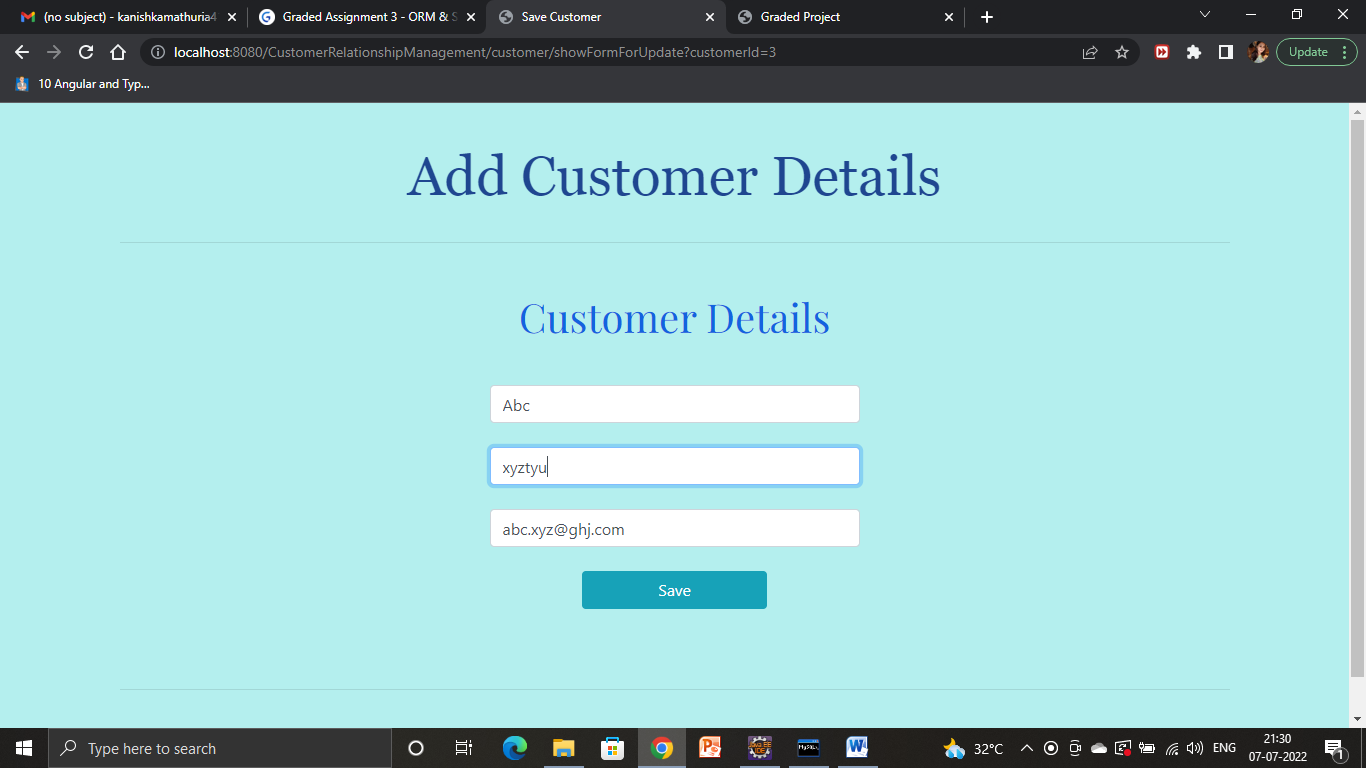 (no subject) - kanishkamathuria4
Graded Assignment 3 - ORM & S
Save Customer
Graded Project
localhost:8080/CustomerRelationshipManagement/customer/showFormForUpdate?customerId=3
Update
10 Angular and Typ...
Add Customer Details
Customer Details
Abc
xyztyu
abc.xyz@ghj.com
Save
Type here to search
32°C
ENG
21:30
07-07-2022
1